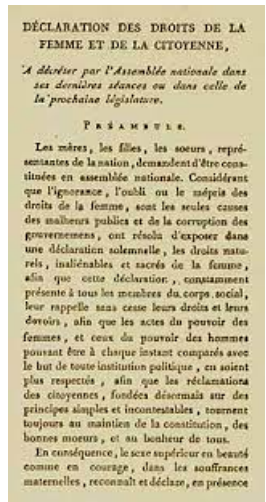 DÉCLARATION DES DROITS DE LA
FEMME ET DE LA CITOYENNE,
A décréter par l'Assemblée nationale dans
ses dernières séances ou dans celle de
la prochaine législature.
PRÉAMBULE.
Les mères, les filles, les soeurs, repré-
sentantes de la nation, demandent d'être cons-
tituées en assemblée nationale. Considérant
que l'ignorance, l'oubli ou le mépris des
droits de la femme, sont les seules causes
des malheurs publics et de la corruption des
gouvernemens, ont résolu d'exposer dans
une déclaration solemnelle, les droits natu-
rels, inaliénables et sacrés de la femme,
afin que cette déclaration, constamment
présente à tous les membres du corps social,
leur rappelle sans cesse leurs droits et leurs
devoirs, afin que les actes du pouvoir des
femmes, et ceux du pouvoir des hommes
pouvant être à chaque instant comparés avec
le but de toute institution politique, en soient
plus respectés, afin que les réclamations
des citoyennes, fondées désormais sur des
principes simples et incontestables, tournent
toujours au maintien de la constitution, des
bonnes moeurs, et au bonheur de tous.
En conséquence, le sexe supérieur en beauté
comme en courage, dans les souffrances
maternelles, reconnaît et déclare, en présence